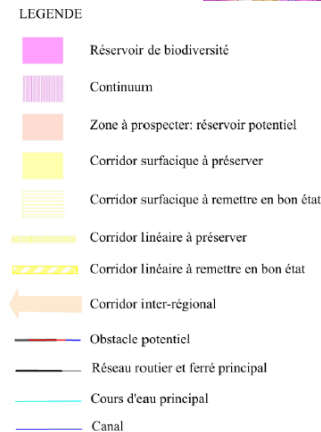 LEGENDE
Réservoir de biodiversité
Continuum
Zone à prospecter: réservoir potentiel
Corridor surfacique à préserver
Corridor surfacique à remettre en bon état
Corridor linéaire à préserver
Corridor linéaire à remettre en bon état
Corridor inter-régional
Obstacle potentiel
Réseau routier et ferré principal
Cours d'eau principal
Canal